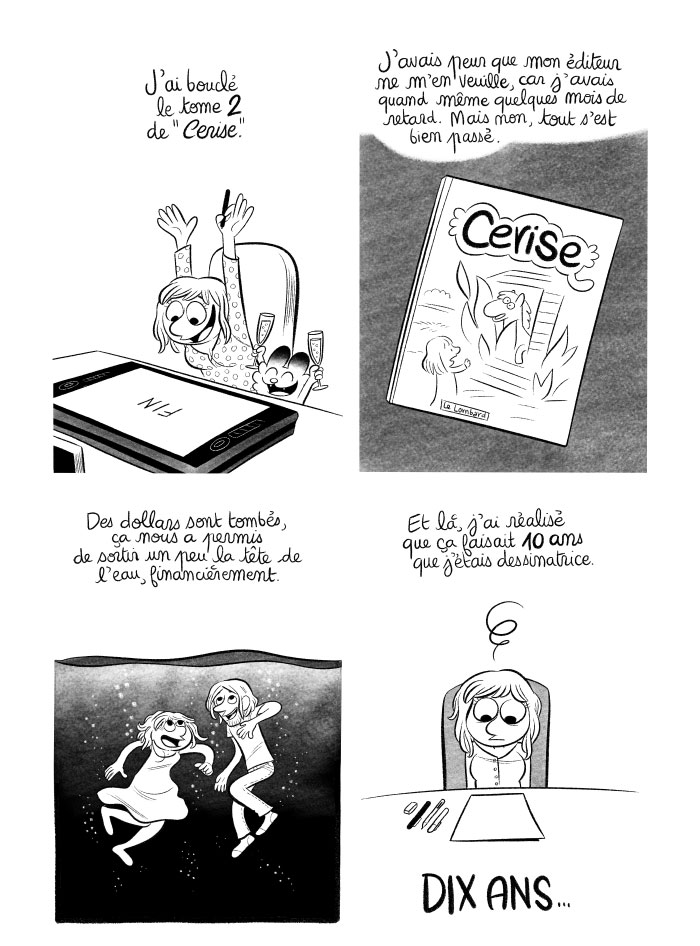 J'ai bouclé
le tome 2
de "Cerise".
FIN
J'avais peur que mon éditeur
ne m'en veuille, car j'avais
quand même quelques mois de
retard. Mais non, tout s'est
bien passé.
Cerise
Le Lombard
Des dollars sont tombés,
ça nous a permis
de sortir un peu la tête de
l'eau, financièrement.
Et là, j'ai réalisé
que ça faisait 10 ans
que j'étais dessinatrice.
DIX ANS...